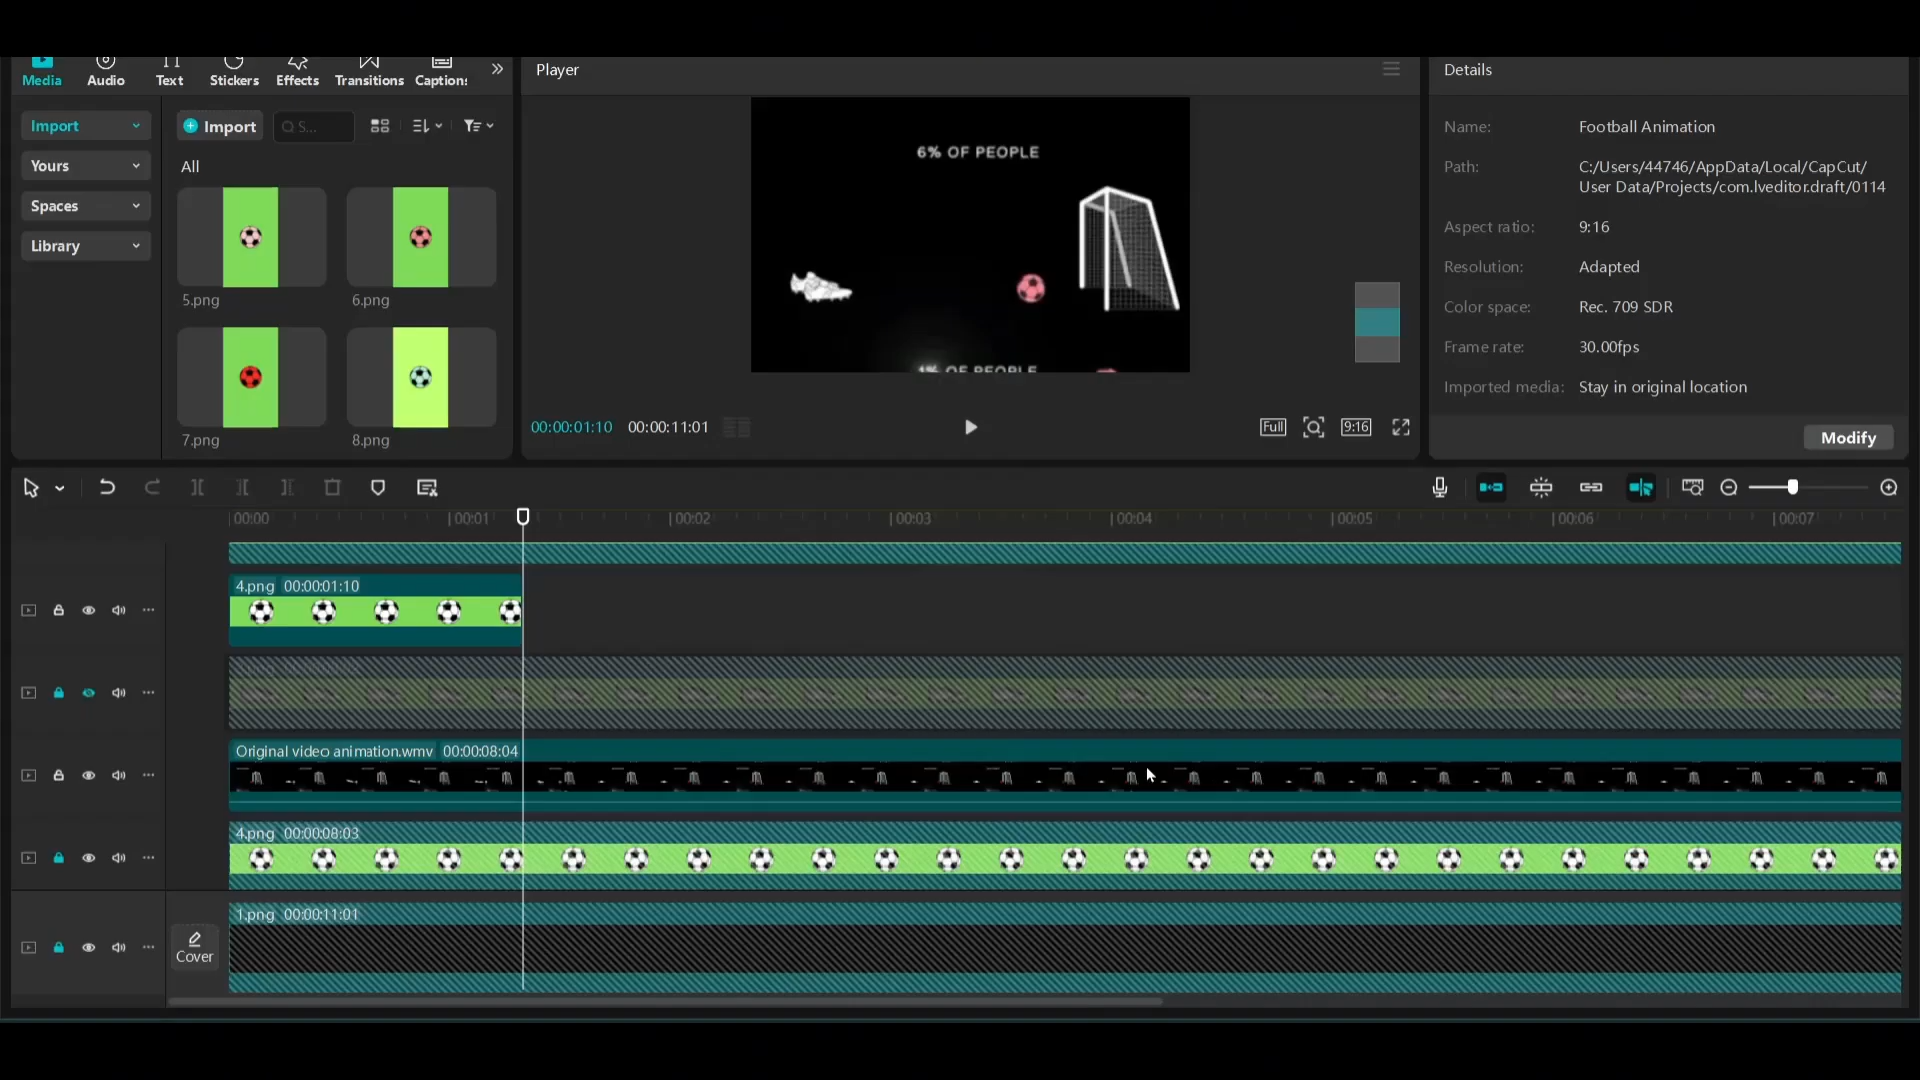 Media
Audio
Text
Stickers
Effects
Transitions
Captions
Import
Yours
Spaces
Library
Import
S...
All
5.png
6.png
7.png
8.png
Player
6% OF PEOPLE
1% OF PEOPLE
00:00:01:10
00:00:11:01
Full
9:16
Details
Name: Football Animation
Path: C:/Users/44746/AppData/Local/CapCut/
User Data/Projects/com.lveditor.draft/0114
Aspect ratio: 9:16
Resolution: Adapted
Color space: Rec. 709 SDR
Frame rate: 30.00fps
Imported media: Stay in original location
Modify
00:00
00:01
00:02
00:03
00:04
00:05
00:06
00:07
4.png 00:00:01:10
Original video animation.wmv 00:00:08:04
4.png 00:00:08:03
1.png 00:00:11:01
Cover